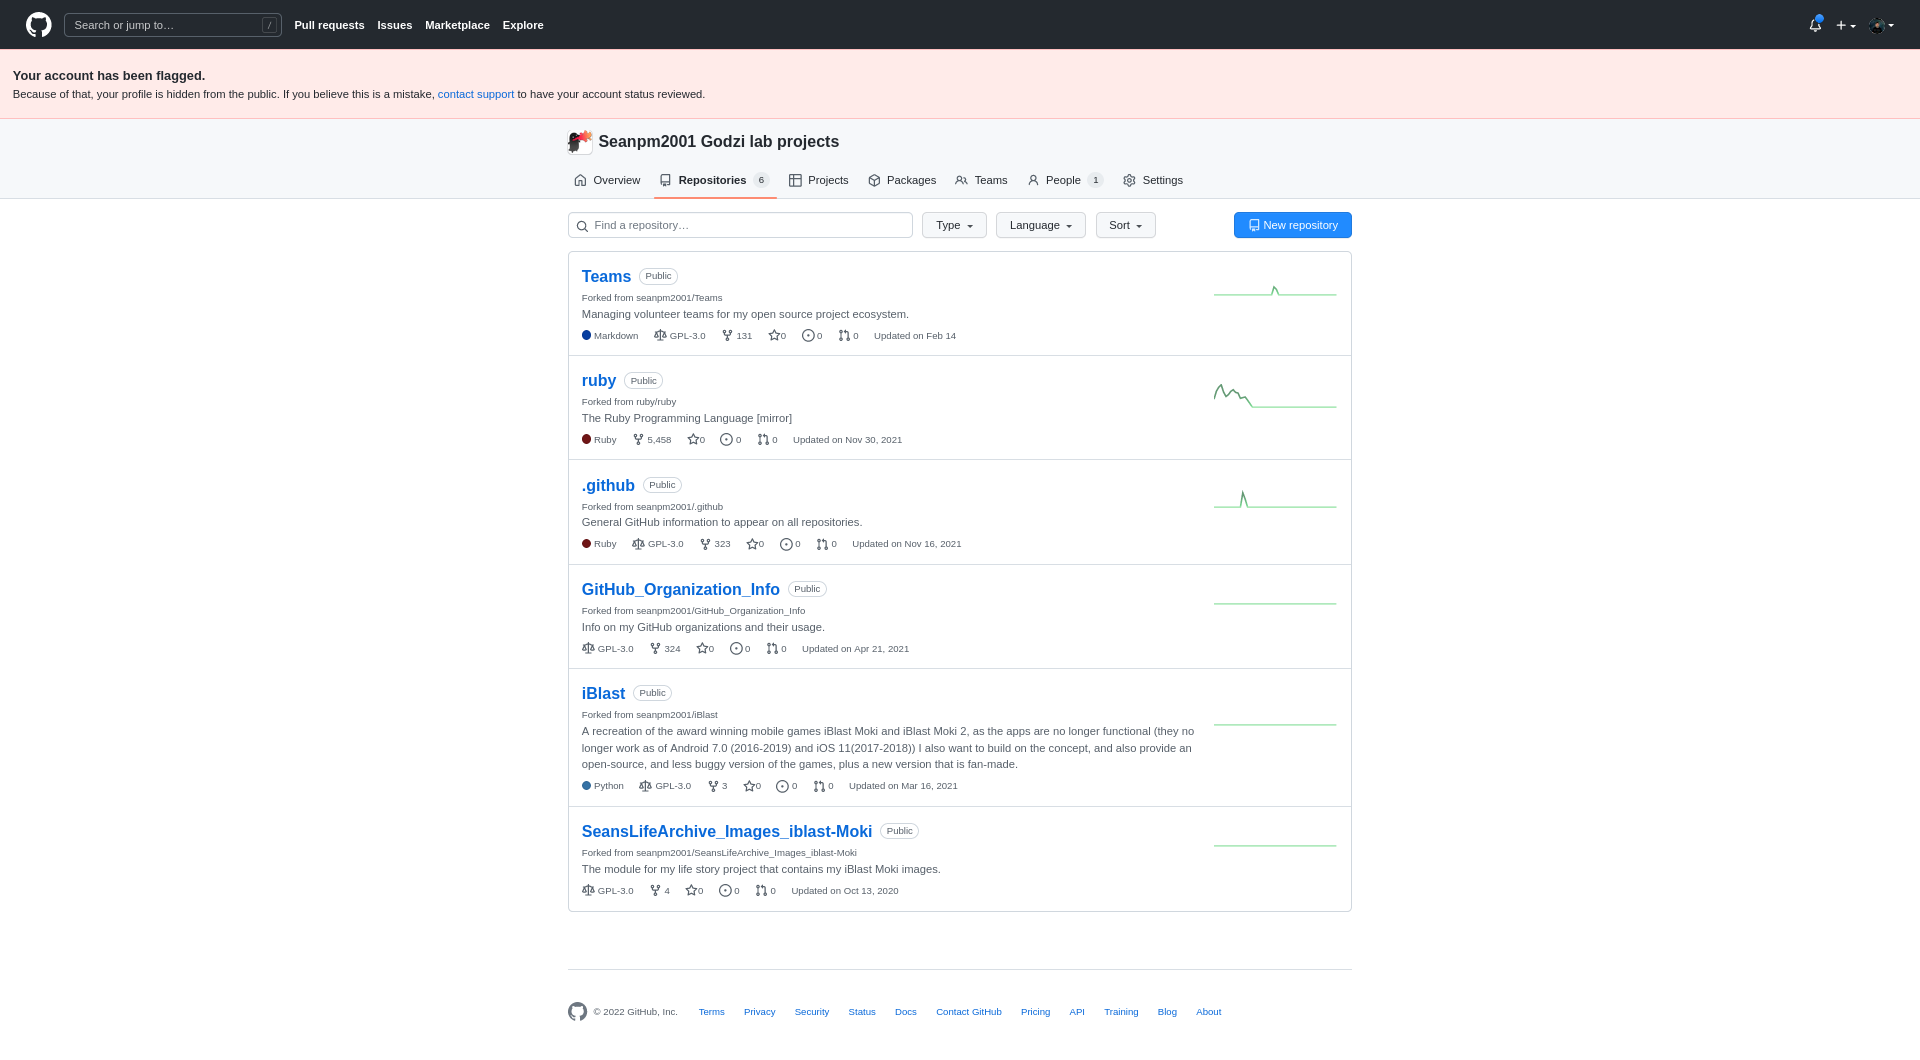 Search or jump to… /
Pull requests Issues Marketplace Explore
Your account has been flagged.
Because of that, your profile is hidden from the public. If you believe this is a mistake, contact support to have your account status reviewed.
Seanpm2001 Godzi lab projects
Overview Repositories 6 Projects Packages Teams People 1 Settings
Find a repository… Type Language Sort New repository
Teams Public
Forked from seanpm2001/Teams
Managing volunteer teams for my open source project ecosystem.
Markdown GPL-3.0 131 0 0 0 Updated on Feb 14
ruby Public
Forked from ruby/ruby
The Ruby Programming Language [mirror]
Ruby 5,458 0 0 0 Updated on Nov 30, 2021
.github Public
Forked from seanpm2001/.github
General GitHub information to appear on all repositories.
Ruby GPL-3.0 323 0 0 0 Updated on Nov 16, 2021
GitHub_Organization_Info Public
Forked from seanpm2001/GitHub_Organization_Info
Info on my GitHub organizations and their usage.
GPL-3.0 324 0 0 0 Updated on Apr 21, 2021
iBlast Public
Forked from seanpm2001/iBlast
A recreation of the award winning mobile games iBlast Moki and iBlast Moki 2, as the apps are no longer functional (they no
longer work as of Android 7.0 (2016-2019) and iOS 11(2017-2018)) I also want to build on the concept, and also provide an
open-source, and less buggy version of the games, plus a new version that is fan-made.
Python GPL-3.0 3 0 0 0 Updated on Mar 16, 2021
SeansLifeArchive_Images_iblast-Moki Public
Forked from seanpm2001/SeansLifeArchive_Images_iblast-Moki
The module for my life story project that contains my iBlast Moki images.
GPL-3.0 4 0 0 0 Updated on Oct 13, 2020
© 2022 GitHub, Inc. Terms Privacy Security Status Docs Contact GitHub Pricing API Training Blog About